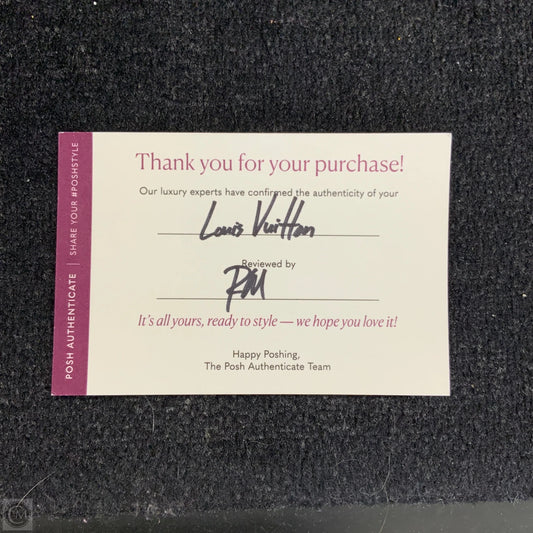 Thank you for your purchase!
Our luxury experts have confirmed the authenticity of your
Louis Vuitton
Reviewed by
It's all yours, ready to style — we hope you love it!
Happy Poshing,
The Posh Authenticate Team
POSH AUTHENTICATE | SHARE YOUR #POSHSTYLE